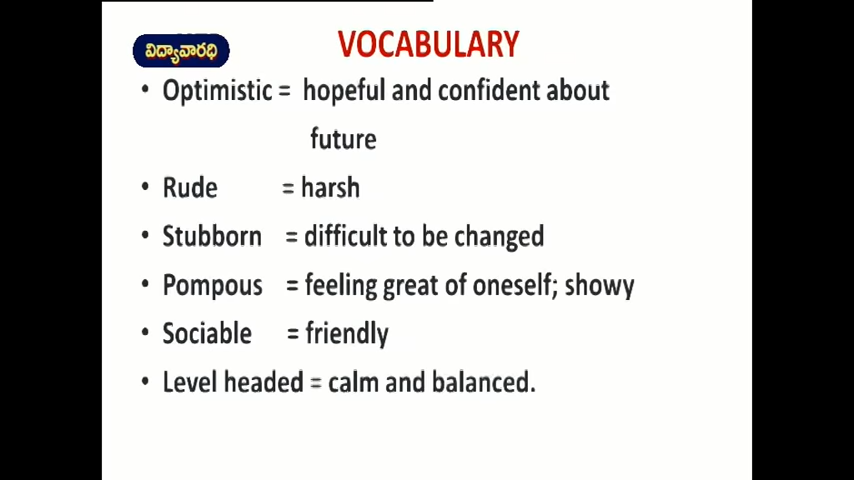 విద్యావారధి
VOCABULARY
• Optimistic = hopeful and confident about
future
• Rude = harsh
• Stubborn = difficult to be changed
• Pompous = feeling great of oneself; showy
• Sociable = friendly
• Level headed = calm and balanced.